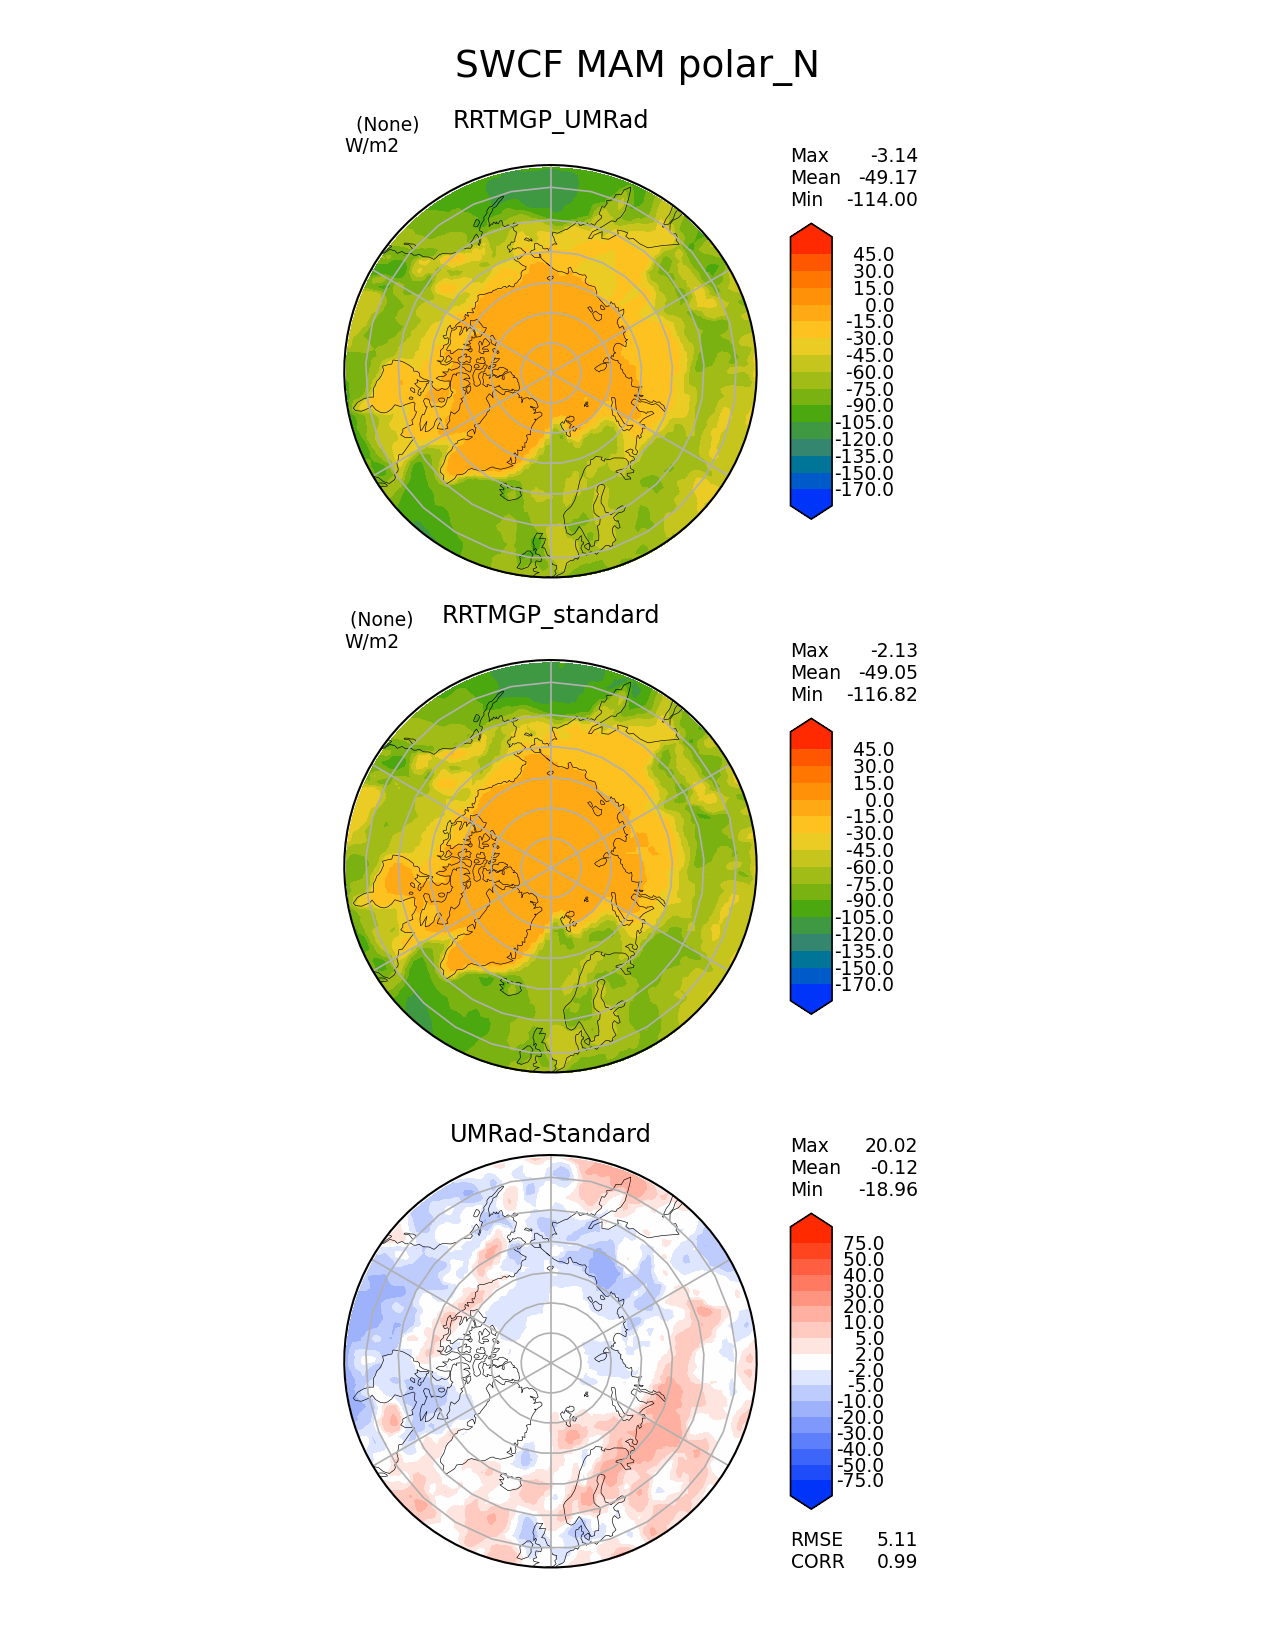 SWCF MAM polar_N
(None)
RRTMGP_UMRad
W/m2
Max -3.14
Mean -49.17
Min -114.00
45.0
30.0
15.0
0.0
-15.0
-30.0
-45.0
-60.0
-75.0
-90.0
-105.0
-120.0
-135.0
-150.0
-170.0
(None)
RRTMGP_standard
W/m2
Max -2.13
Mean -49.05
Min -116.82
45.0
30.0
15.0
0.0
-15.0
-30.0
-45.0
-60.0
-75.0
-90.0
-105.0
-120.0
-135.0
-150.0
-170.0
UMRad-Standard
Max 20.02
Mean -0.12
Min -18.96
75.0
50.0
40.0
30.0
20.0
10.0
5.0
2.0
-2.0
-5.0
-10.0
-20.0
-30.0
-40.0
-50.0
-75.0
RMSE 5.11
CORR 0.99